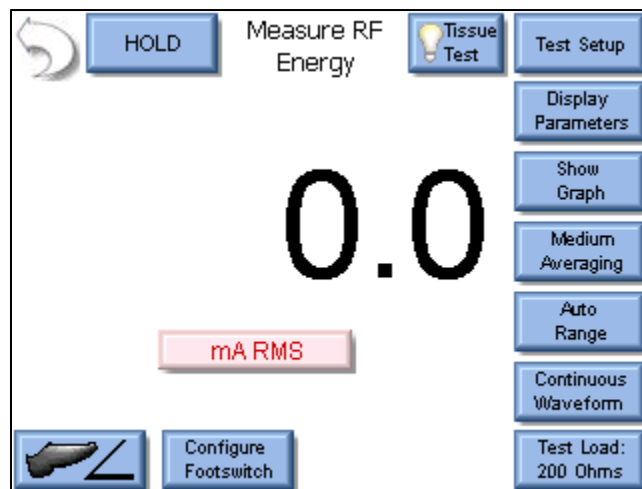 HOLD
Measure RF
Energy
Tissue
Test
Test Setup
Display
Parameters
Show
Graph
0.0
Medium
Averaging
Auto
Range
mA RMS
Continuous
Waveform
Configure
Footswitch
Test Load:
200 Ohms